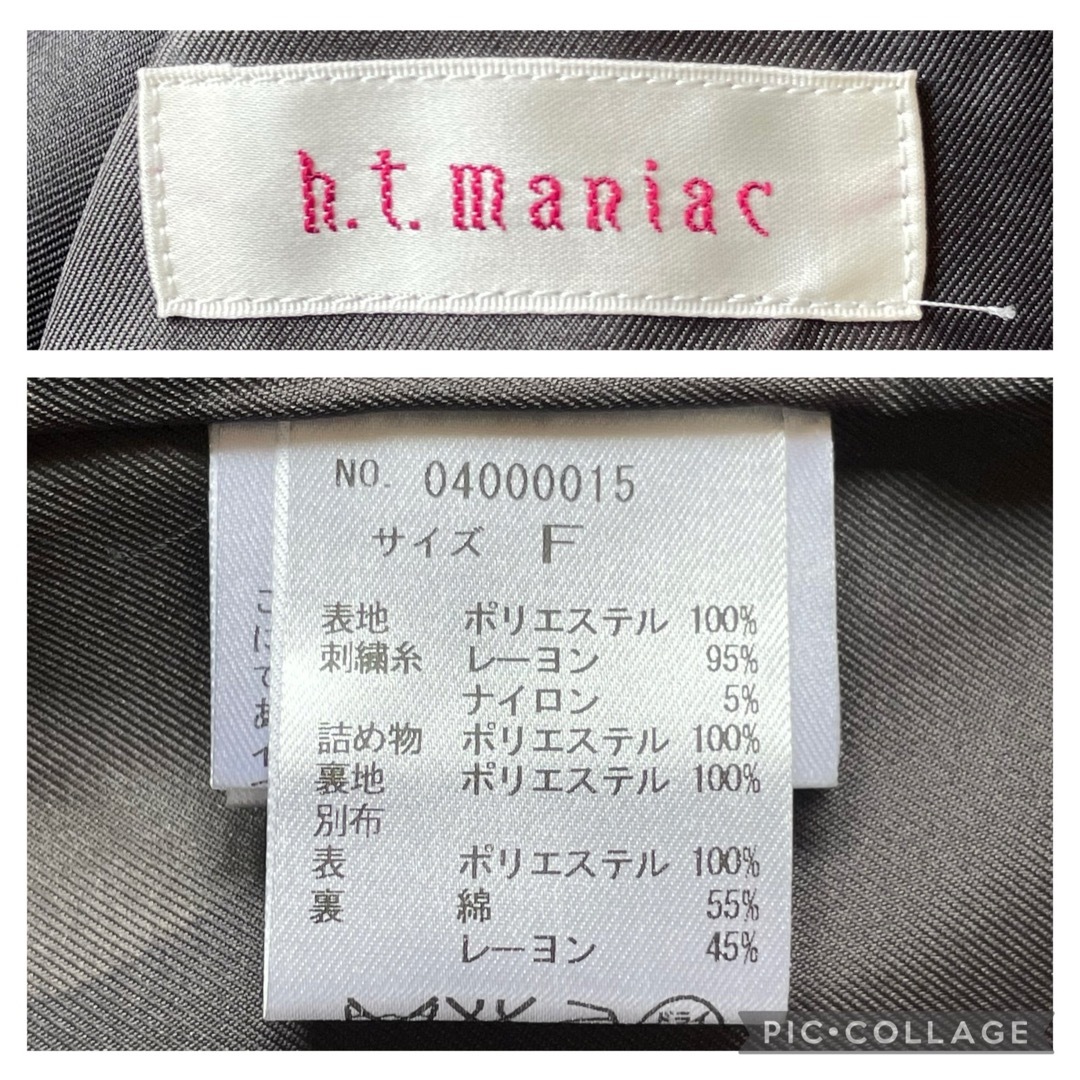 h.t.maniac
NO. 04000015
サイズ F
表地 ポリエステル 100%
刺繍糸 レーヨン 95%
ナイロン 5%
詰め物 ポリエステル 100%
裏地 ポリエステル 100%
別布
表 ポリエステル 100%
裏 綿 55%
レーヨン 45%
ドライ
PIC•COLLAGE